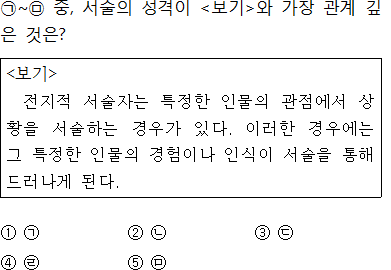 ㉠~㉤ 중, 서술의 성격이 <보기>와 가장 관계 깊
은 것은?
<보기>
전지적 서술자는 특정한 인물의 관점에서 상
황을 서술하는 경우가 있다. 이러한 경우에는
그 특정한 인물의 경험이나 인식이 서술을 통해
드러나게 된다.
① ㉠ ② ㉡ ③ ㉢
④ ㉣ ⑤ ㉤